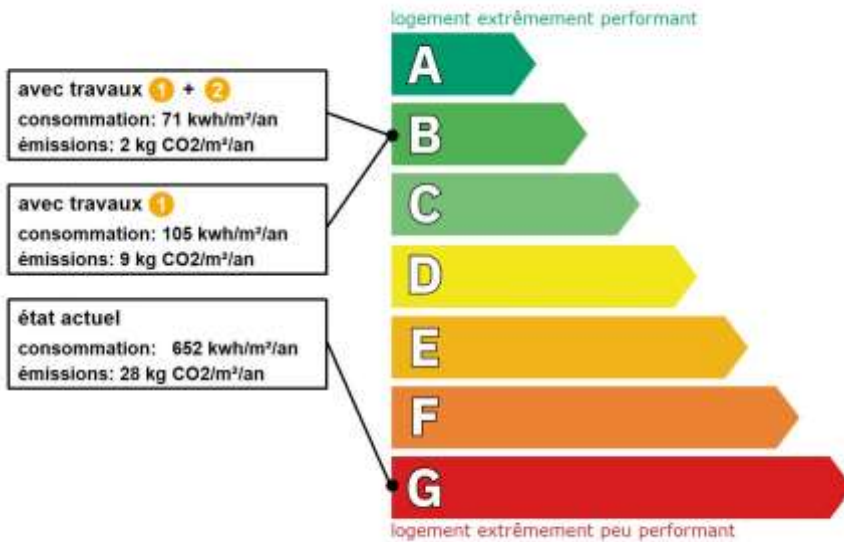 logement extrêmement performant
A
avec travaux 1 + 2
consommation: 71 kwh/m²/an
émissions: 2 kg CO2/m²/an
B
avec travaux 1
consommation: 105 kwh/m²/an
émissions: 9 kg CO2/m²/an
C
D
état actuel
consommation: 652 kwh/m²/an
émissions: 28 kg CO2/m²/an
E
F
G
logement extrêmement peu performant